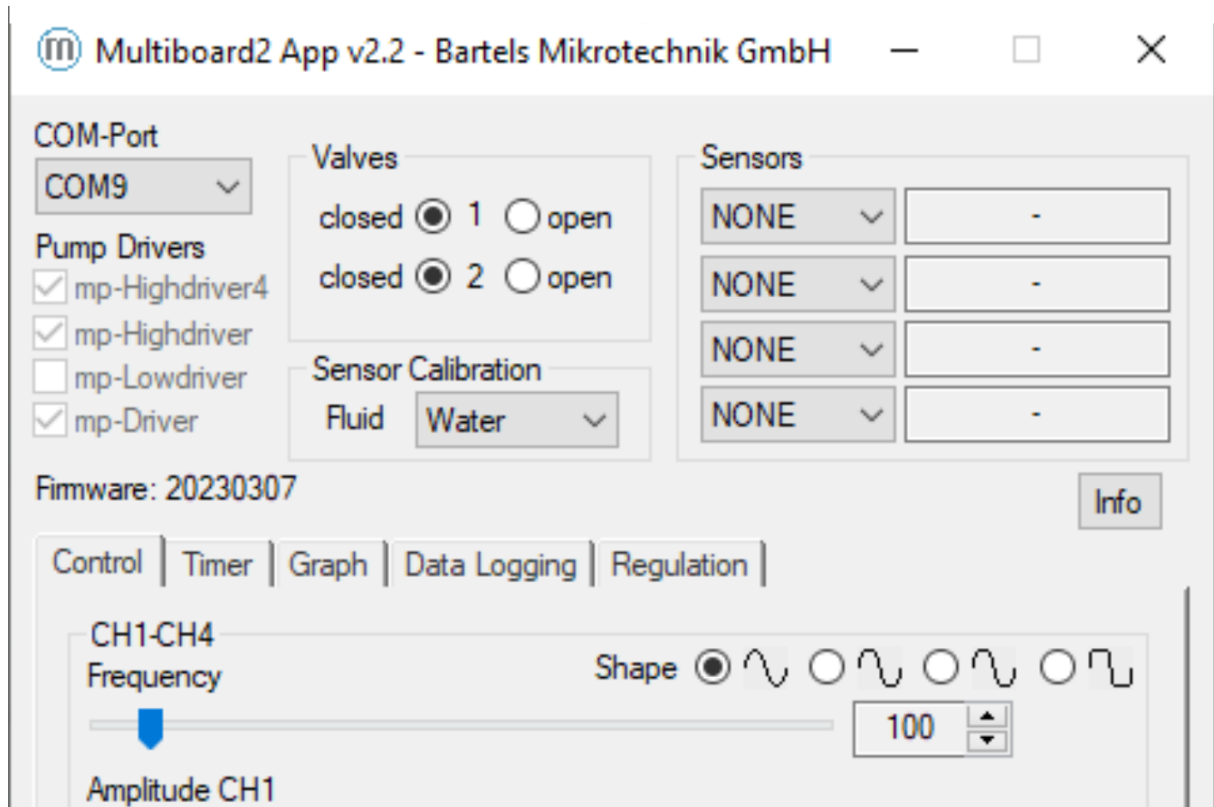 Multiboard2 App v2.2 - Bartels Mikrotechnik GmbH
COM-Port
COM9
Pump Drivers
mp-Highdriver4
mp-Highdriver
mp-Lowdriver
mp-Driver
Valves
closed 1 open
closed 2 open
Sensor Calibration
Fluid Water
Sensors
NONE -
NONE -
NONE -
NONE -
Firmware: 20230307
Info
Control Timer Graph Data Logging Regulation
CH1-CH4
Frequency
Shape
100
Amplitude CH1